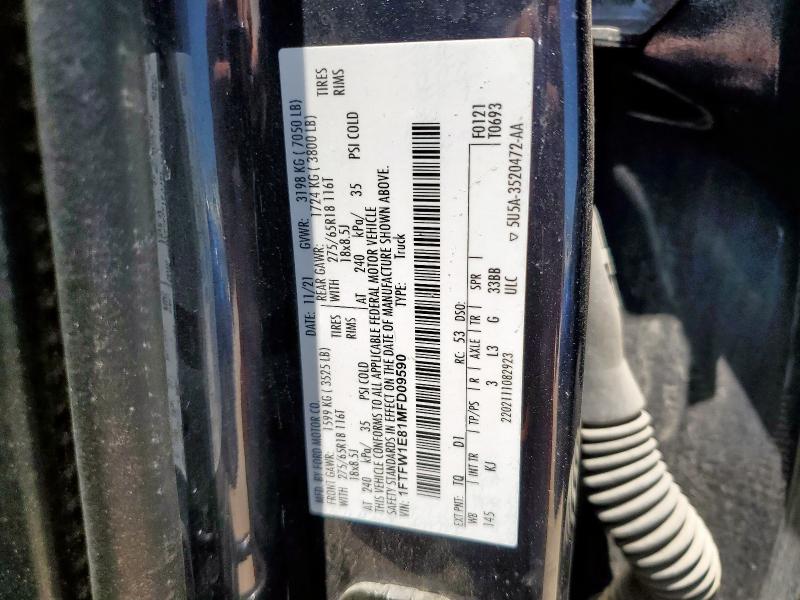 MFD. BY FORD MOTOR CO.
DATE: 11/21 GVWR: 3198 KG ( 7050 LB)
FRONT GAWR: 1599 KG ( 3525 LB) REAR GAWR: 1724 KG ( 3800 LB)
WITH 275/65R18 116T TIRES WITH 275/65R18 116T TIRES
18x8.5J RIMS 18x8.5J RIMS
AT 240 kPa/ 35 PSI COLD AT 240 kPa/ 35 PSI COLD
THIS VEHICLE CONFORMS TO ALL APPLICABLE FEDERAL MOTOR VEHICLE
SAFETY STANDARDS IN EFFECT ON THE DATE OF MANUFACTURE SHOWN ABOVE.
VIN: 1FTFW1E81MFD09590 TYPE: Truck
F0121
T0693
EXT PNT: TQ D1 RC: 53 DSO:
WB INT TR TP/PS R AXLE TR SPR
145 KJ 3 L3 G 33BB
2202111082923 ULC
▽ 5U5A-3520472-AA